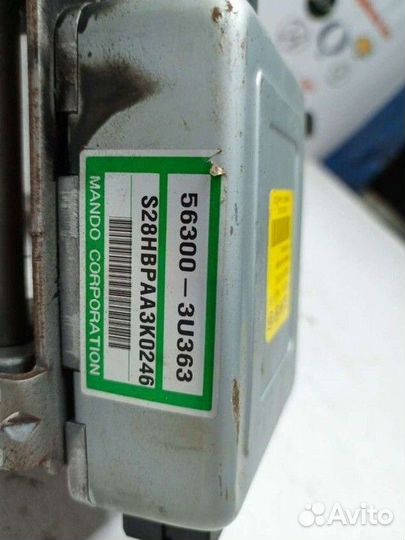 56300-3U363
S28HBPAA3K0246
MANDO CORPORATION
Avito